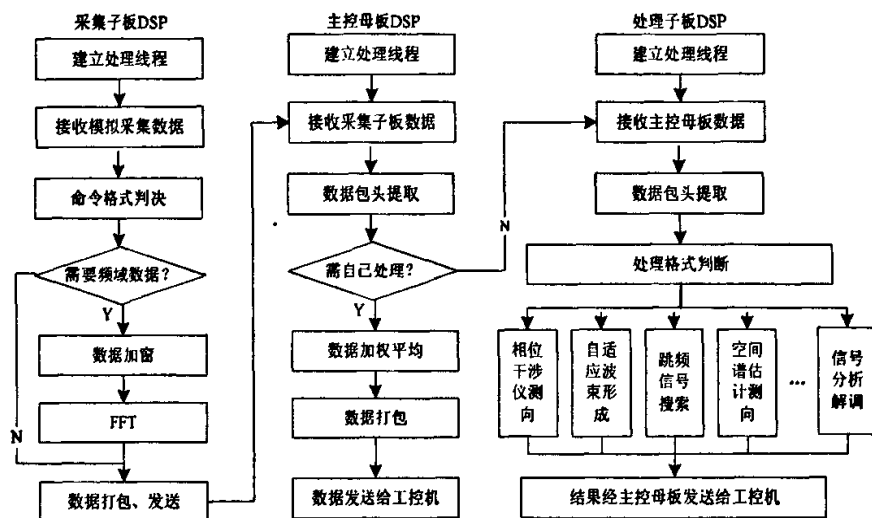 采集子板DSP
建立处理线程
接收模拟采集数据
命令格式判决
需要频域数据？
Y
数据加窗
FFT
N
数据打包、发送
主控母板DSP
建立处理线程
接收采集子板数据
数据包头提取
需自己处理？
N
Y
数据加权平均
数据打包
数据发送给工控机
处理子板DSP
建立处理线程
接收主控母板数据
数据包头提取
处理格式判断
相位
干涉
仪测
向
自适
应波
束形
成
跳频
信号
搜索
空间
谱估
计测
向
...
信号
分析
解调
结果经主控母板发送给工控机